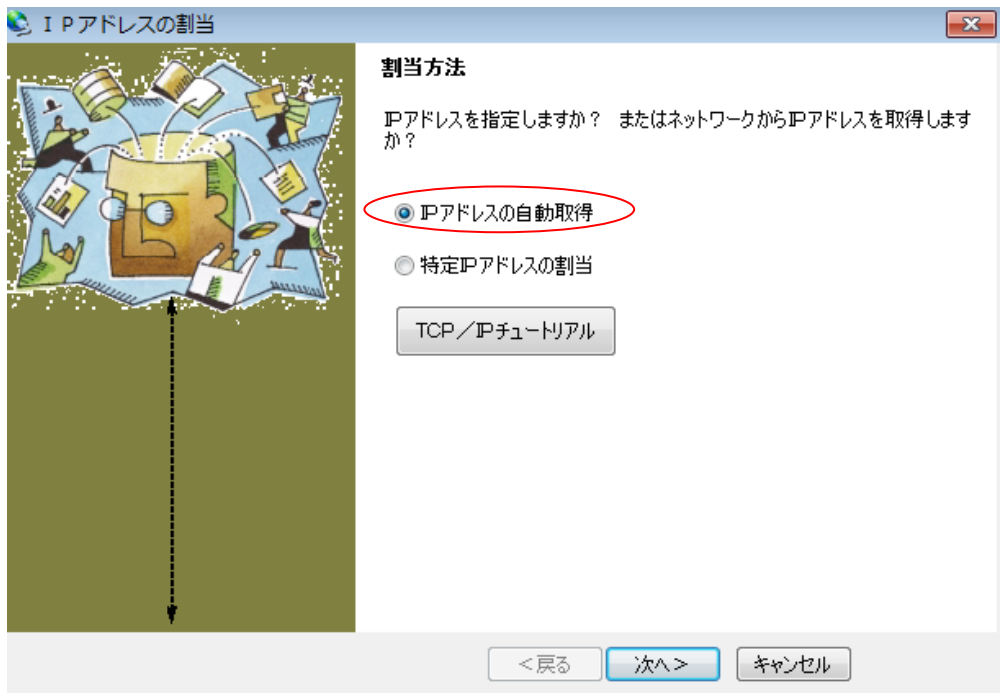 ＩＰアドレスの割当
割当方法
IPアドレスを指定しますか？　またはネットワークからIPアドレスを取得します
か？
IPアドレスの自動取得
特定IPアドレスの割当
TCP／IPチュートリアル
＜戻る
次へ＞
キャンセル